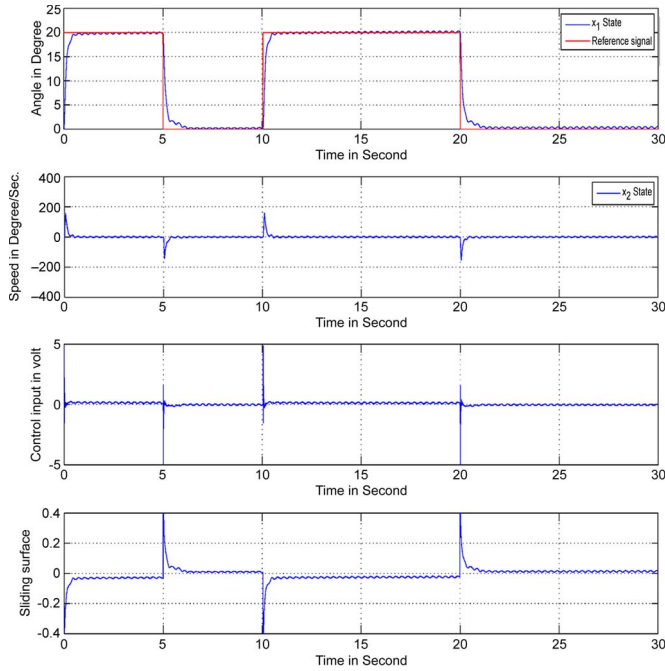 25
20
15
10
5
0
Angle in Degree
x1 State
Reference signal
0 5 10 15 20 25 30
Time in Second
400
200
0
−200
−400
Speed in Degree/Sec.
x2 State
0 5 10 15 20 25 30
Time in Second
5
0
-5
Control input in volt
0 5 10 15 20 25 30
Time in Second
0.4
0.2
0
-0.2
-0.4
Sliding surface
0 5 10 15 20 25 30
Time in Second